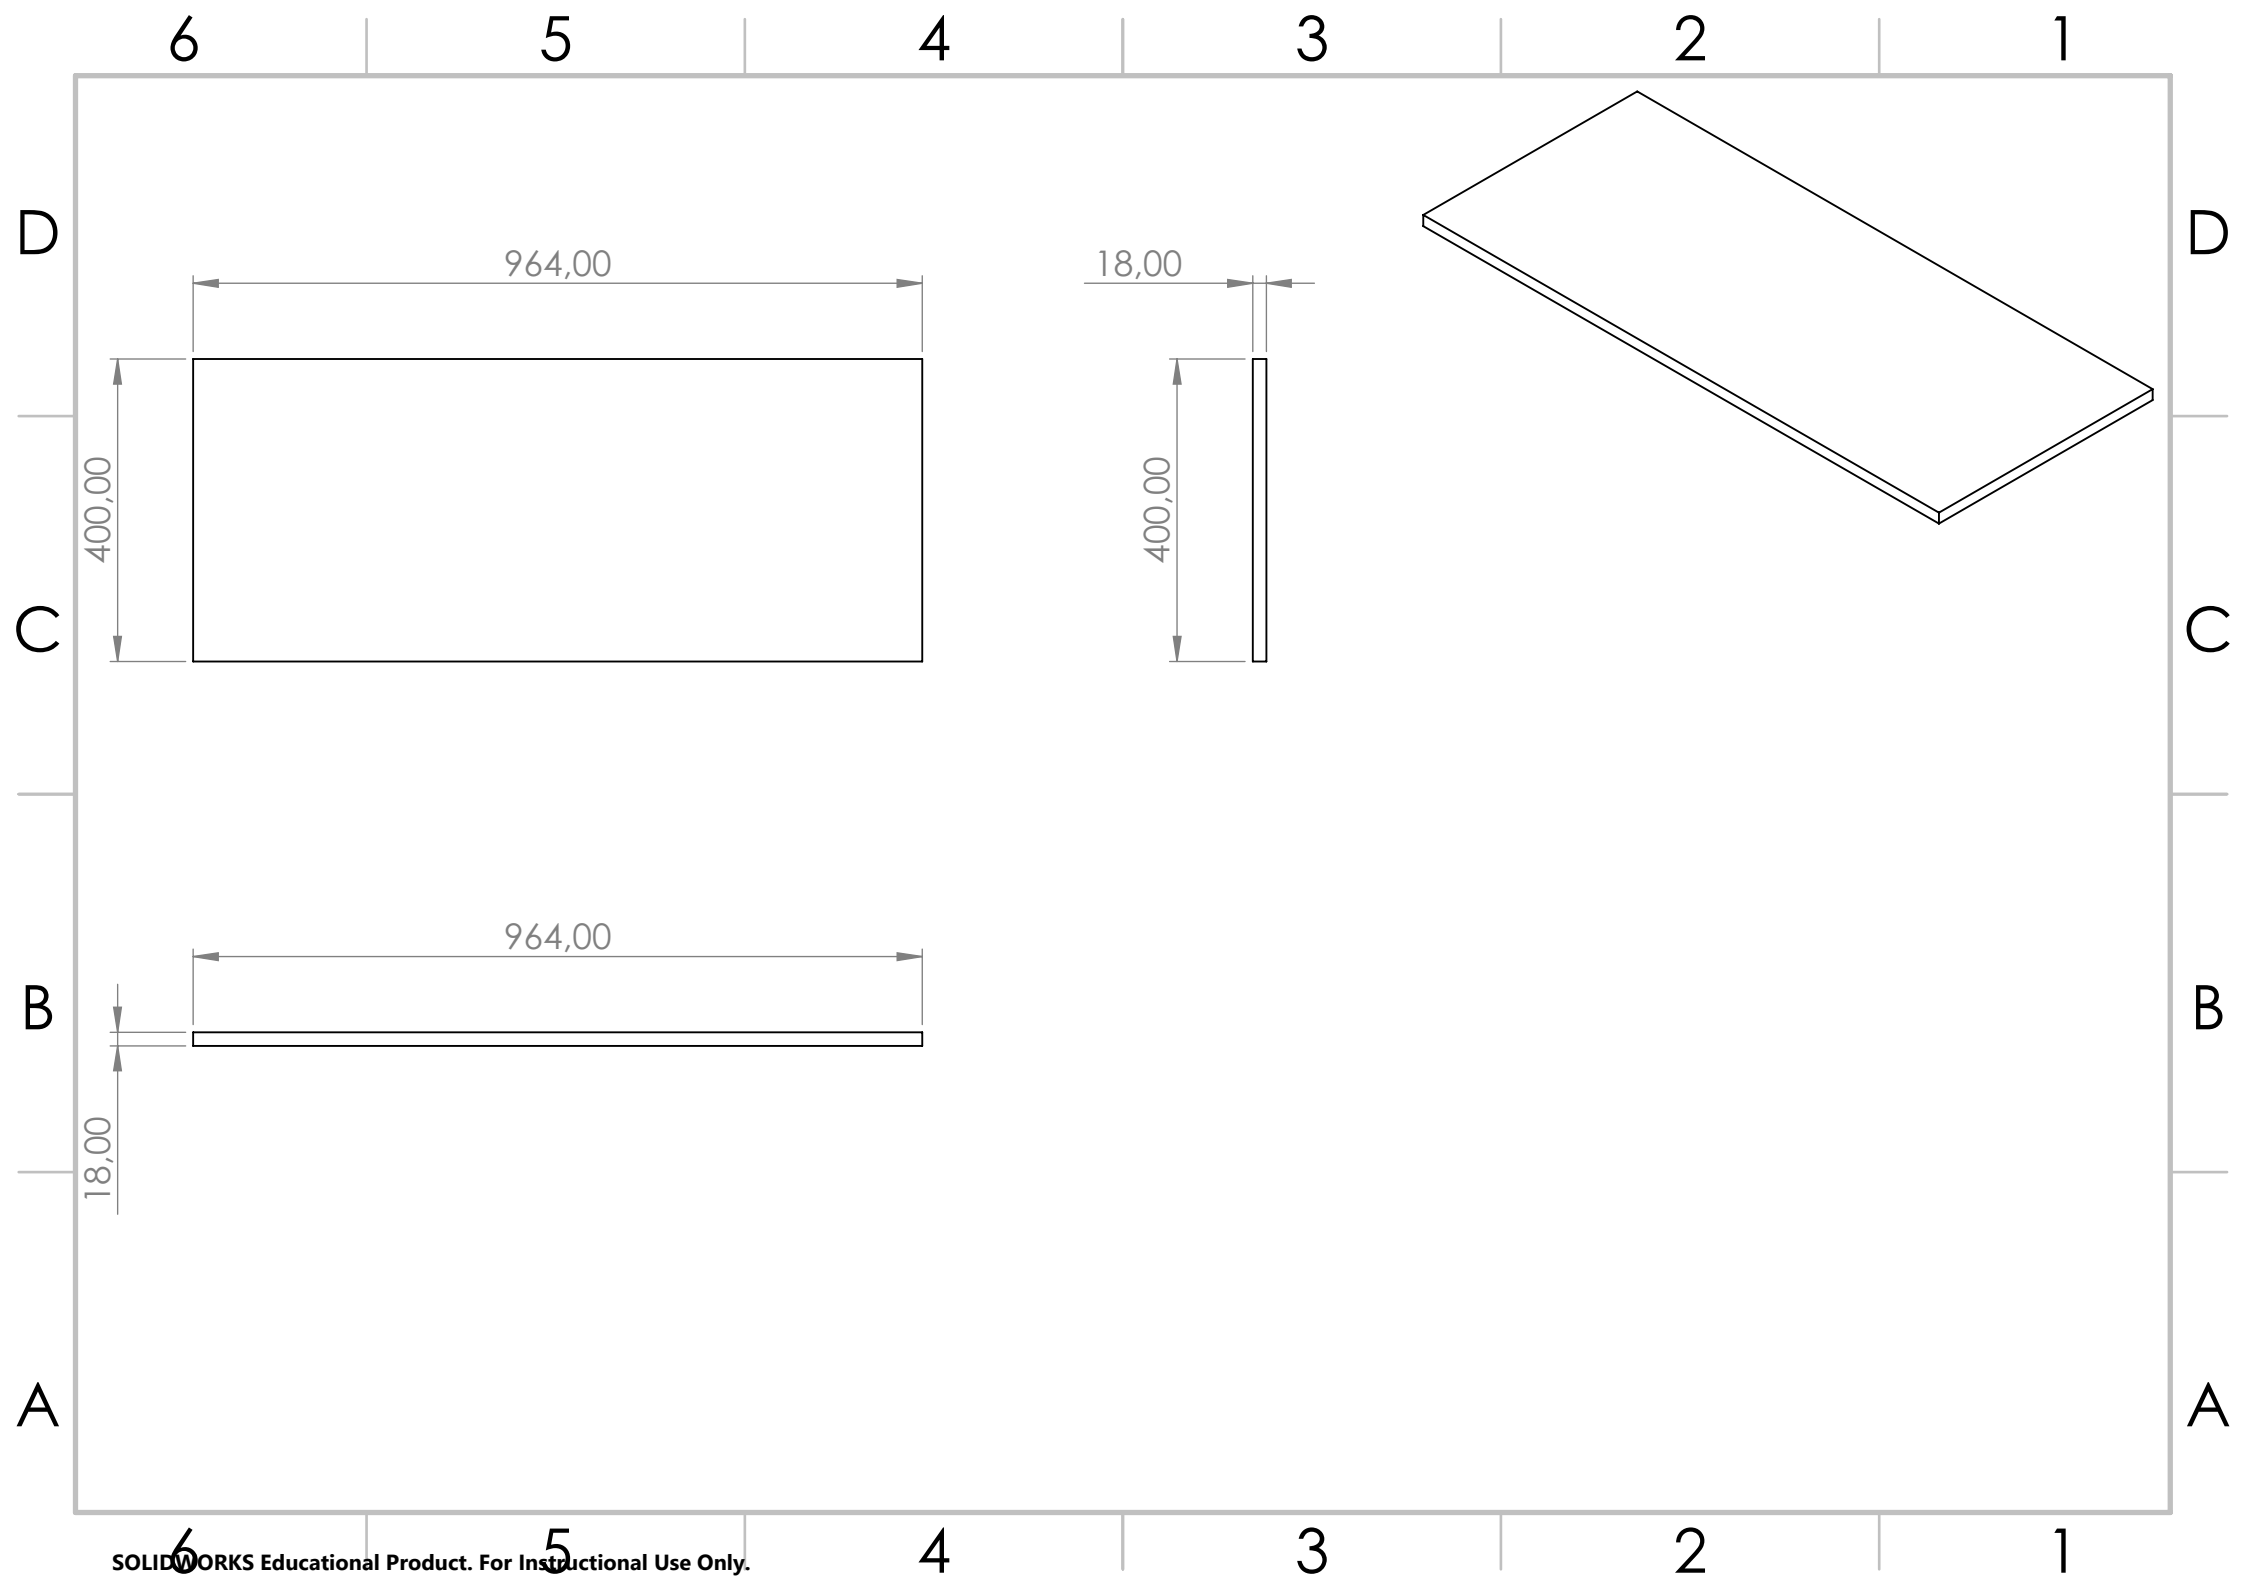 6 5 4 3 2 1
D D
964,00 18,00
400,00 400,00
C C
964,00
B B
18,00
A A
6 5 4 3 2 1
SOLIDWORKS Educational Product. For Instructional Use Only.